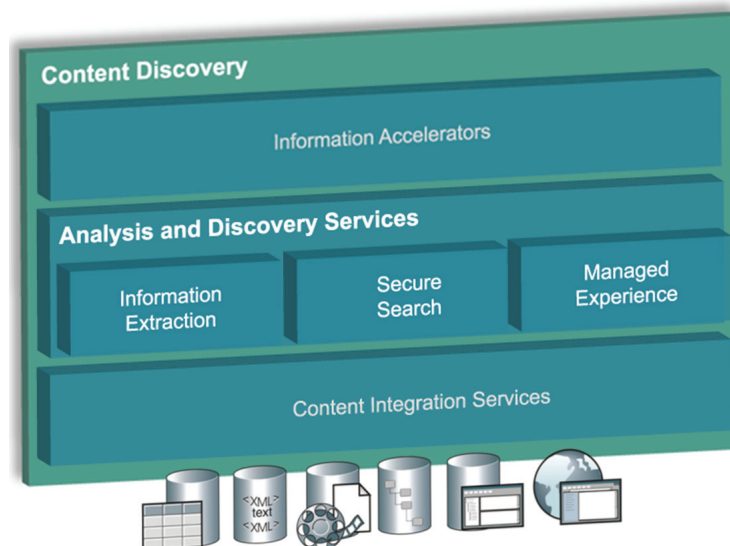 Content Discovery
Information Accelerators
Analysis and Discovery Services
Information
Extraction
Secure
Search
Managed
Experience
Content Integration Services
<XML>
text
<XML>